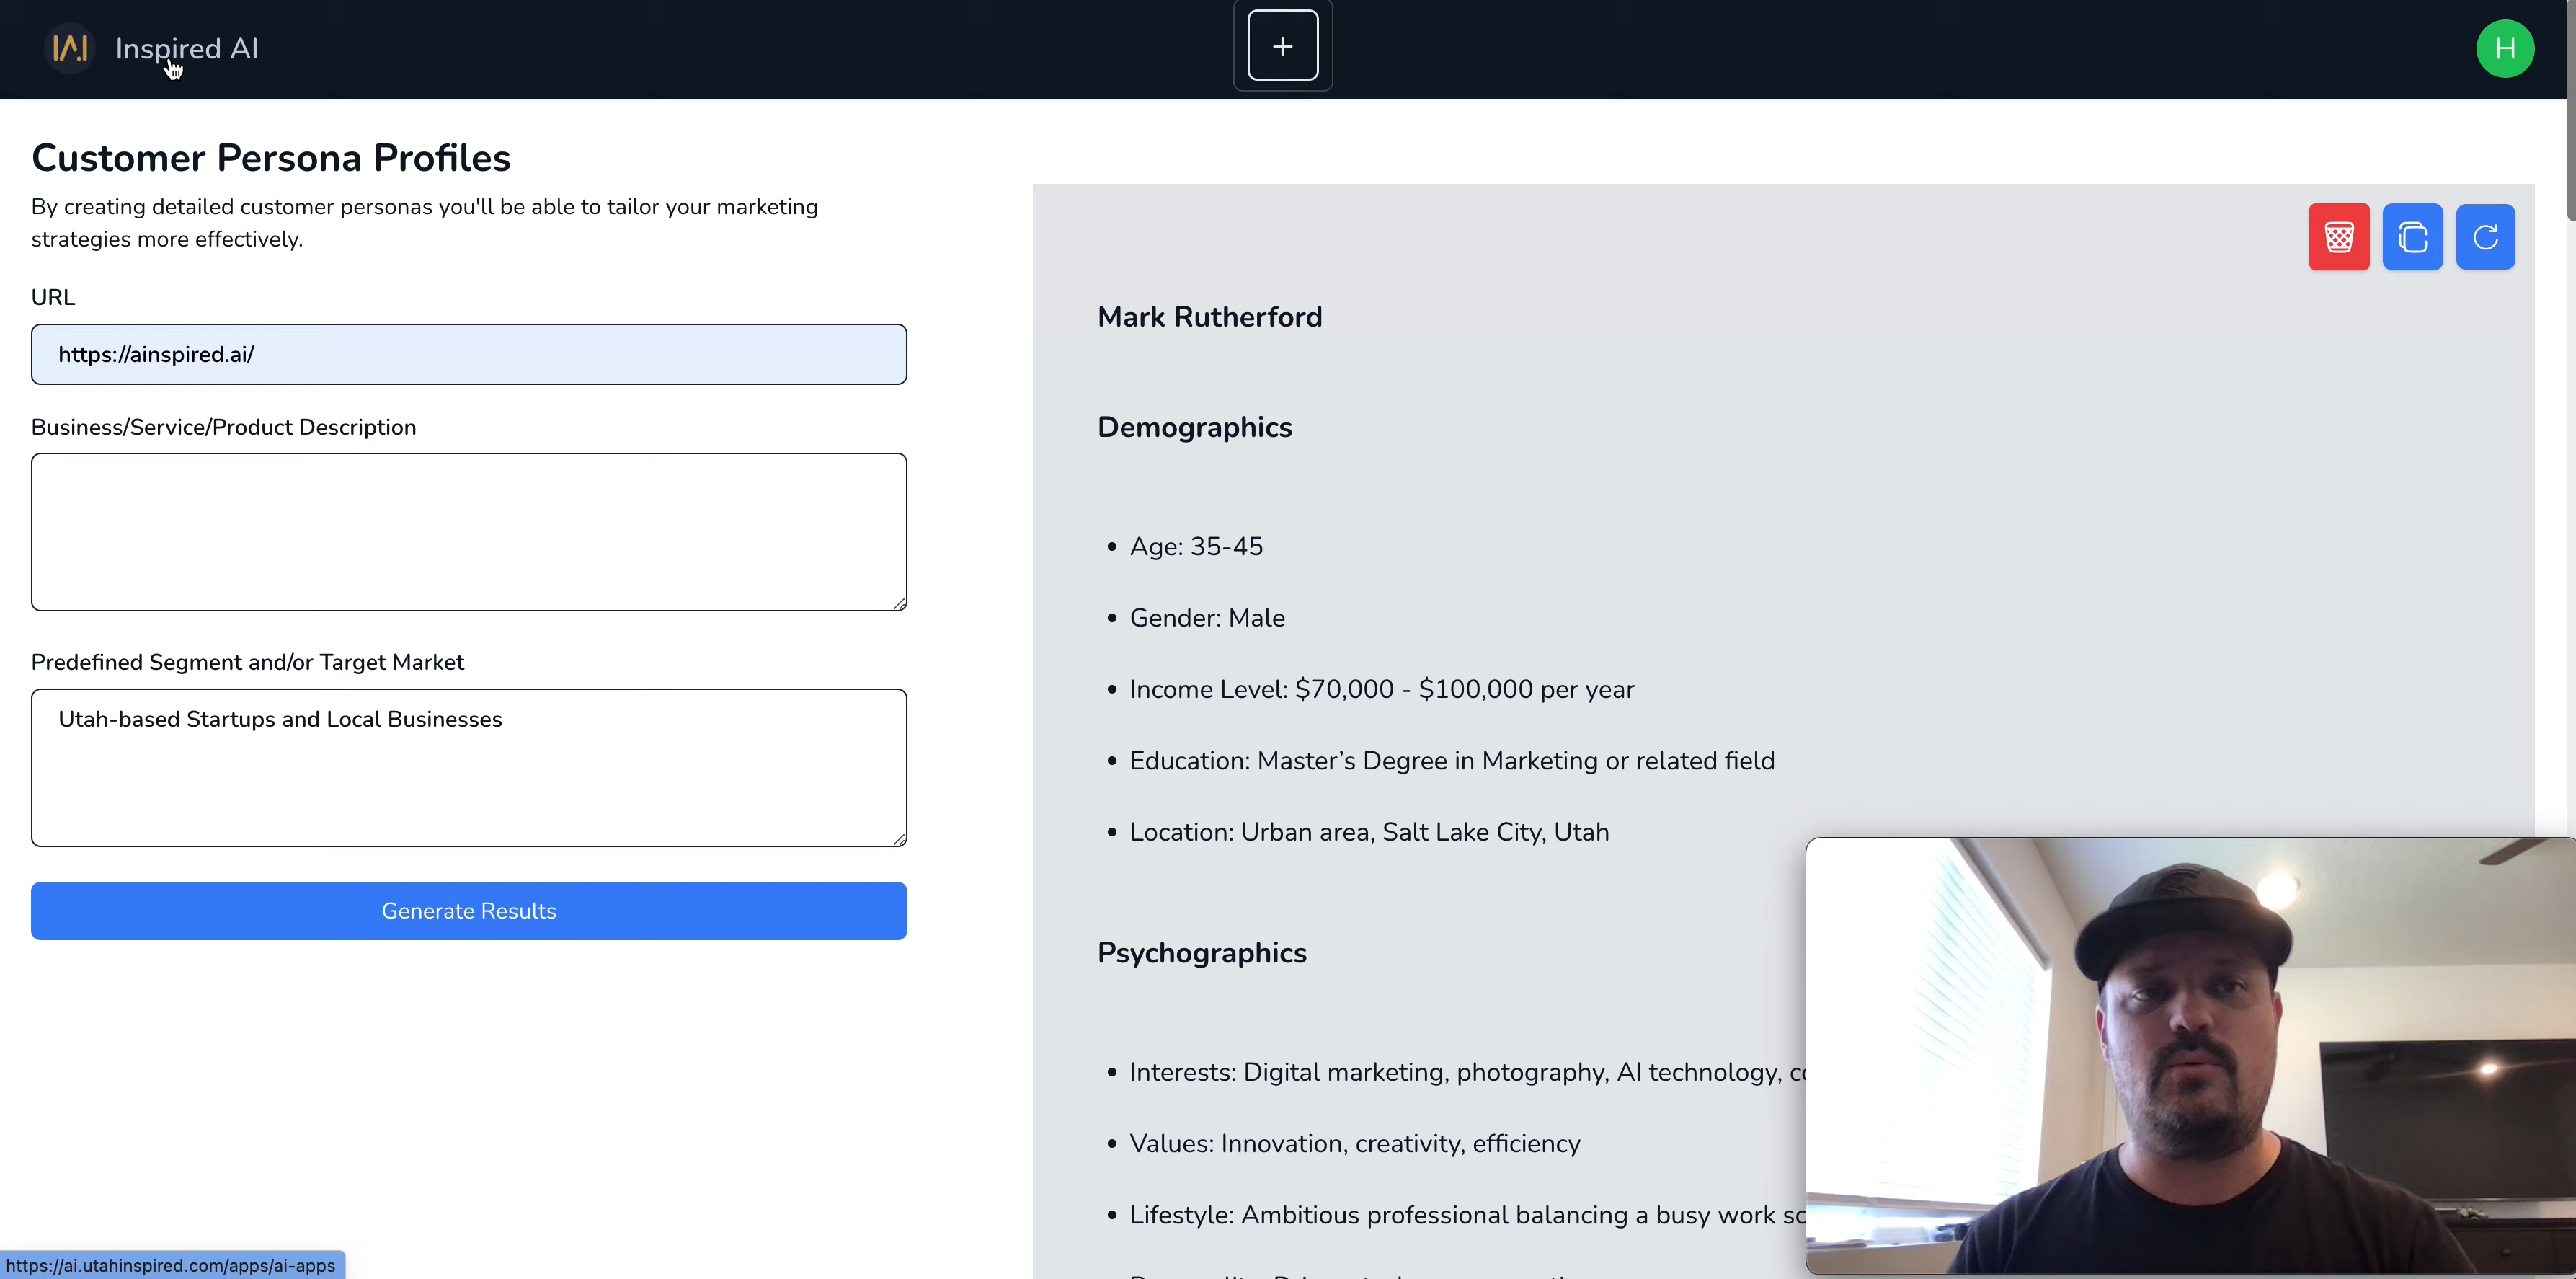 Inspired AI
+
H
Customer Persona Profiles
By creating detailed customer personas you'll be able to tailor your marketing
strategies more effectively.
URL
https://ainspired.ai/
Business/Service/Product Description
Predefined Segment and/or Target Market
Utah-based Startups and Local Businesses
Generate Results
Mark Rutherford
Demographics
• Age: 35-45
• Gender: Male
• Income Level: $70,000 - $100,000 per year
• Education: Master’s Degree in Marketing or related field
• Location: Urban area, Salt Lake City, Utah
Psychographics
• Interests: Digital marketing, photography, AI technology,
• Values: Innovation, creativity, efficiency
• Lifestyle: Ambitious professional balancing a busy work
https://ai.utahinspired.com/apps/ai-apps